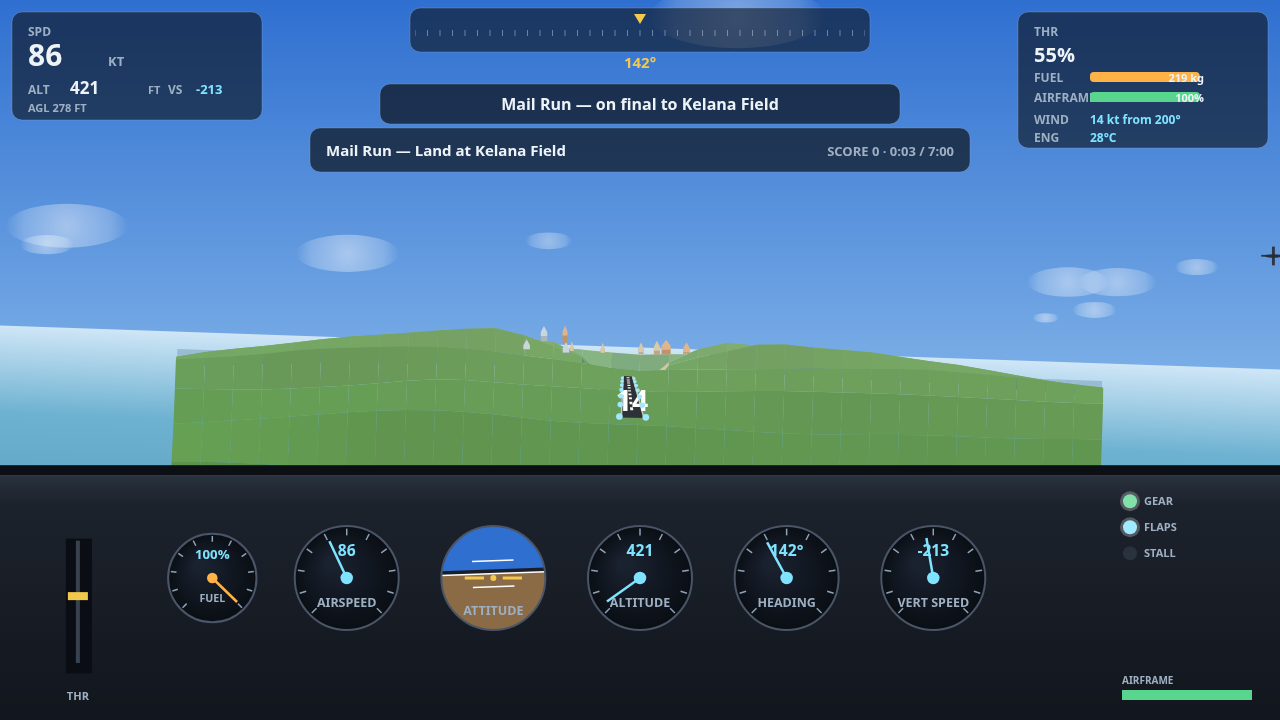 SPD
86 KT
ALT 421 FT VS -213
AGL 278 FT
142°
Mail Run — on final to Kelana Field
Mail Run — Land at Kelana Field SCORE 0 · 0:03 / 7:00
THR
55%
FUEL 219 kg
AIRFRAM 100%
WIND 14 kt from 200°
ENG 28°C
14
THR
100%
FUEL
86
AIRSPEED
ATTITUDE
421
ALTITUDE
142°
HEADING
-213
VERT SPEED
GEAR
FLAPS
STALL
AIRFRAME